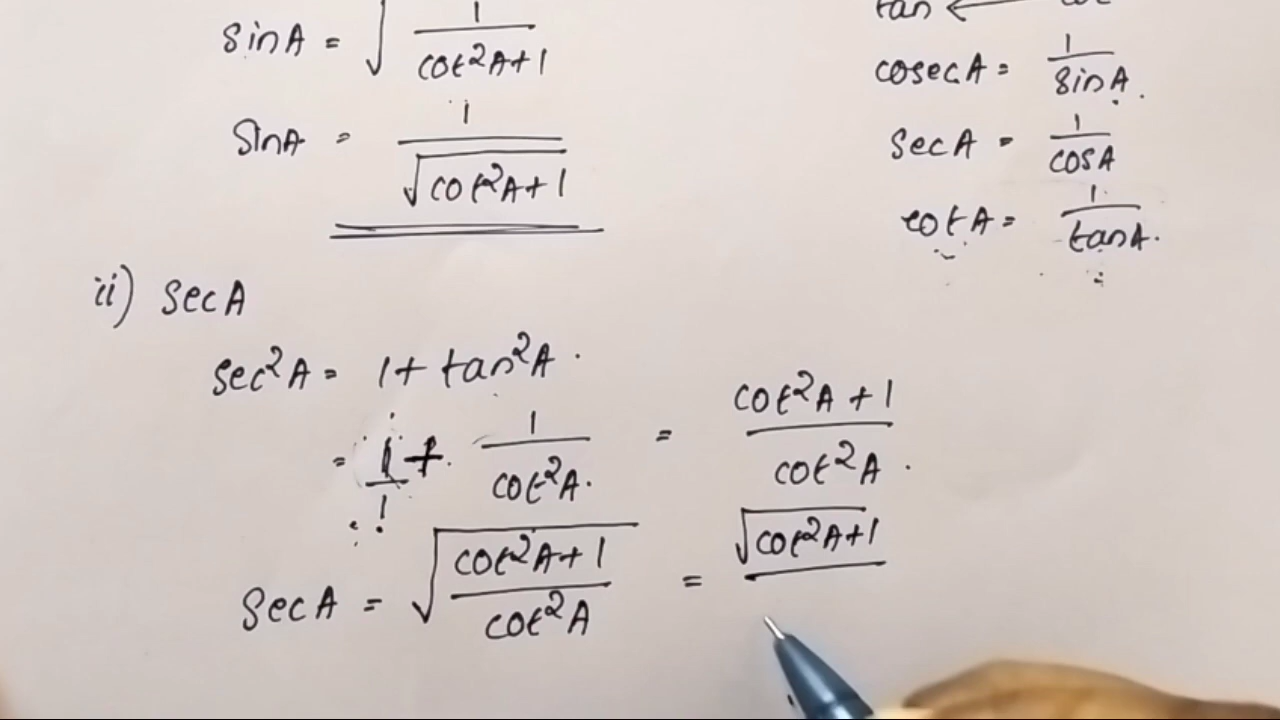 sinA = √ 1 / cot²A+1
sinA = 1 / √cot²A+1
cosecA = 1 / sinA.
secA = 1 / cosA
cotA = 1 / tanA.
ii) secA
sec²A = 1 + tan²A.
= 1/1 + 1 / cot²A. = cot²A + 1 / cot²A.
secA = √ cot²A+1 / cot²A = √cot²A+1